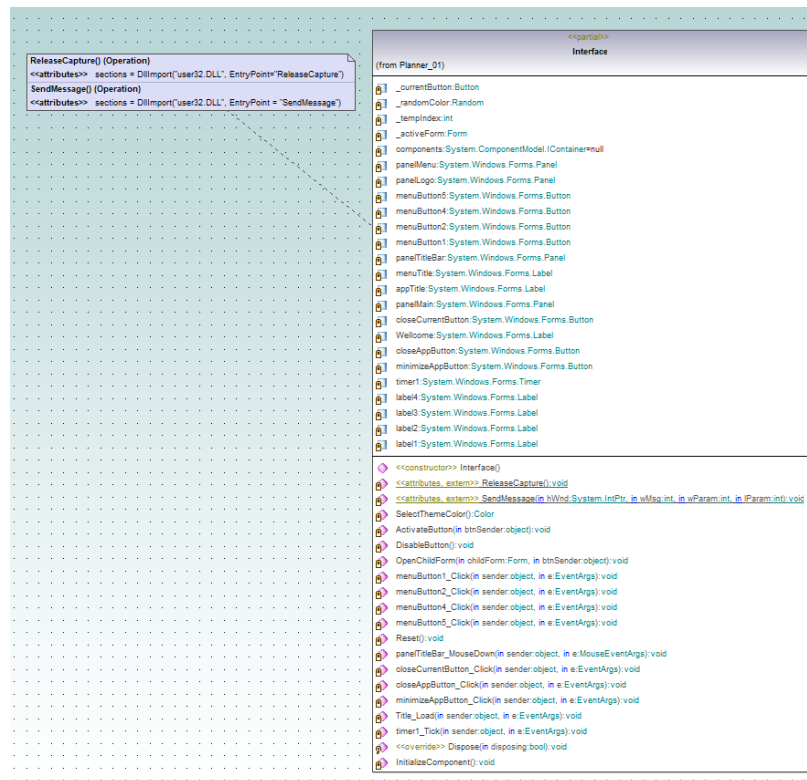 ReleaseCapture() (Operation)
<<attributes>> sections = DllImport("user32.DLL", EntryPoint="ReleaseCapture")
SendMessage() (Operation)
<<attributes>> sections = DllImport("user32.DLL", EntryPoint = "SendMessage")
<<partial>>
Interface
(from Planner_01)
_currentButton:Button
_randomColor:Random
_tempIndex:int
_activeForm:Form
components:System.ComponentModel.IContainer=null
panelMenu:System.Windows.Forms.Panel
panelLogo:System.Windows.Forms.Panel
menuButton5:System.Windows.Forms.Button
menuButton4:System.Windows.Forms.Button
menuButton2:System.Windows.Forms.Button
menuButton1:System.Windows.Forms.Button
panelTitleBar:System.Windows.Forms.Panel
menuTitle:System.Windows.Forms.Label
appTitle:System.Windows.Forms.Label
panelMain:System.Windows.Forms.Panel
closeCurrentButton:System.Windows.Forms.Button
Wellcome:System.Windows.Forms.Label
closeAppButton:System.Windows.Forms.Button
minimizeAppButton:System.Windows.Forms.Button
timer1:System.Windows.Forms.Timer
label4:System.Windows.Forms.Label
label3:System.Windows.Forms.Label
label2:System.Windows.Forms.Label
label1:System.Windows.Forms.Label
<<constructor>> Interface()
<<attributes, extern>> ReleaseCapture():void
<<attributes, extern>> SendMessage(in hWnd:System.IntPtr, in wMsg:int, in wParam:int, in lParam:int):void
SelectThemeColor():Color
ActivateButton(in btnSender:object):void
DisableButton():void
OpenChildForm(in childForm:Form, in btnSender:object):void
menuButton1_Click(in sender:object, in e:EventArgs):void
menuButton2_Click(in sender:object, in e:EventArgs):void
menuButton4_Click(in sender:object, in e:EventArgs):void
menuButton5_Click(in sender:object, in e:EventArgs):void
Reset():void
panelTitleBar_MouseDown(in sender:object, in e:MouseEventArgs):void
closeCurrentButton_Click(in sender:object, in e:EventArgs):void
closeAppButton_Click(in sender:object, in e:EventArgs):void
minimizeAppButton_Click(in sender:object, in e:EventArgs):void
Title_Load(in sender:object, in e:EventArgs):void
timer1_Tick(in sender:object, in e:EventArgs):void
<<override>> Dispose(in disposing:bool):void
InitializeComponent():void